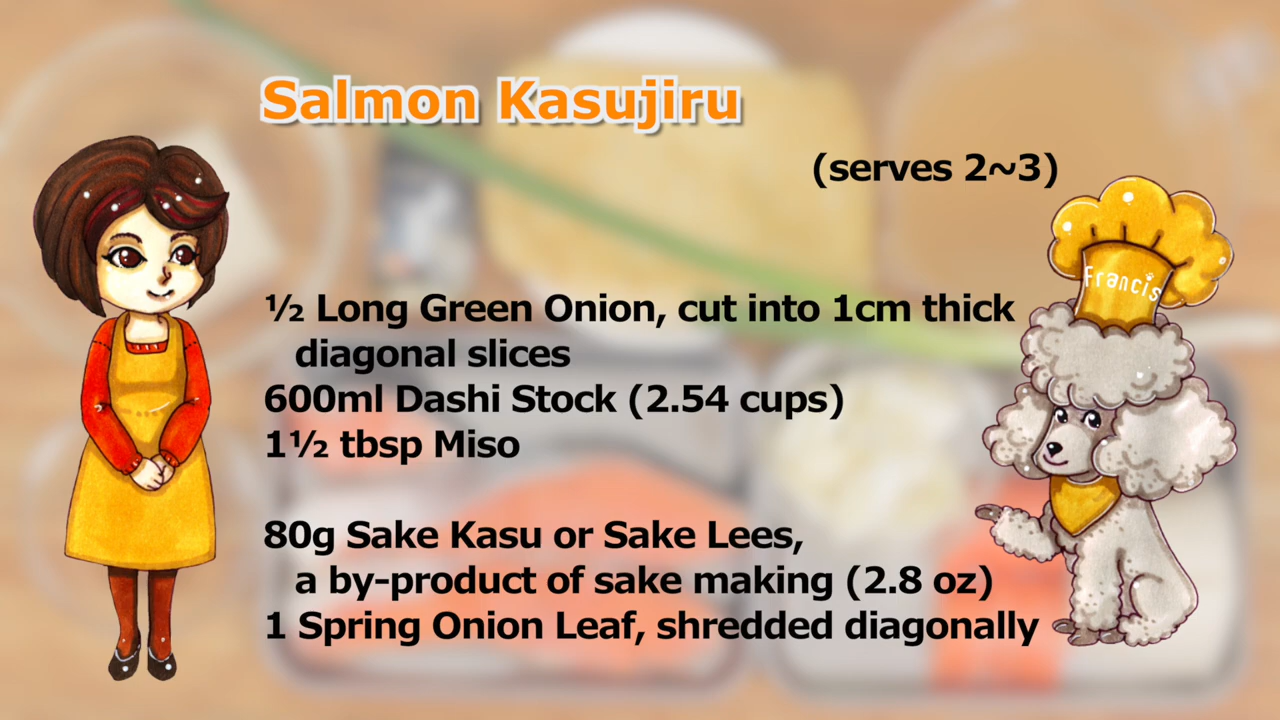 Salmon Kasujiru
(serves 2~3)
Francis
½ Long Green Onion, cut into 1cm thick
diagonal slices
600ml Dashi Stock (2.54 cups)
1½ tbsp Miso
80g Sake Kasu or Sake Lees,
a by-product of sake making (2.8 oz)
1 Spring Onion Leaf, shredded diagonally